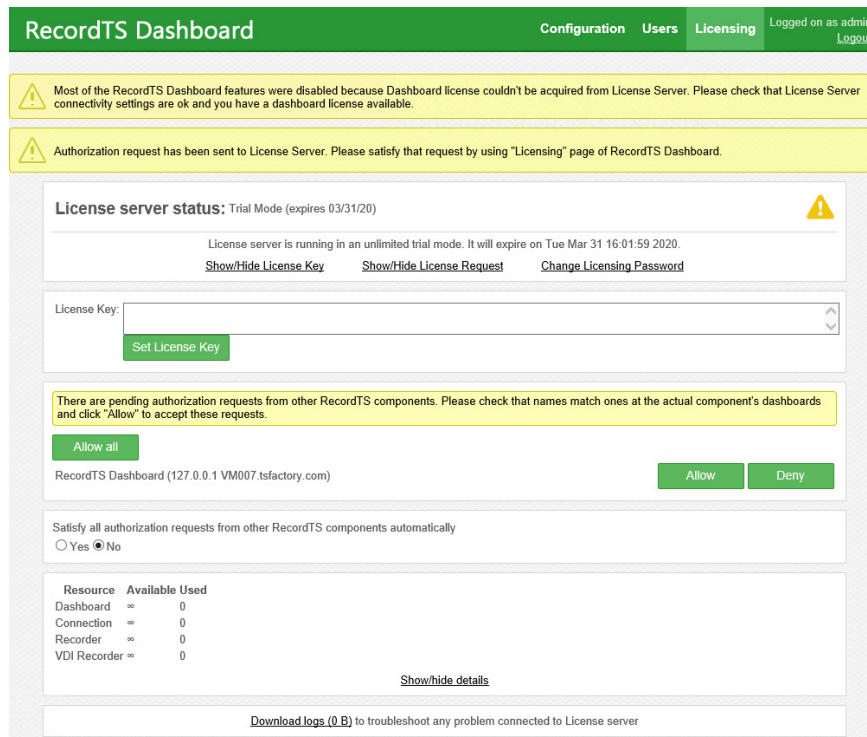 RecordTS Dashboard
Configuration Users Licensing
Logged on as admin
Logou
Most of the RecordTS Dashboard features were disabled because Dashboard license couldn't be acquired from License Server. Please check that License Server
connectivity settings are ok and you have a dashboard license available.
Authorization request has been sent to License Server. Please satisfy that request by using "Licensing" page of RecordTS Dashboard.
License server status: Trial Mode (expires 03/31/20)
License server is running in an unlimited trial mode. It will expire on Tue Mar 31 16:01:59 2020.
Show/Hide License Key Show/Hide License Request Change Licensing Password
License Key:
Set License Key
There are pending authorization requests from other RecordTS components. Please check that names match ones at the actual component's dashboards
and click "Allow" to accept these requests.
Allow all
RecordTS Dashboard (127.0.0.1 VM007.tsfactory.com) Allow Deny
Satisfy all authorization requests from other RecordTS components automatically
Yes No
Resource Available Used
Dashboard ∞ 0
Connection ∞ 0
Recorder ∞ 0
VDI Recorder ∞ 0
Show/hide details
Download logs (0 B) to troubleshoot any problem connected to License server